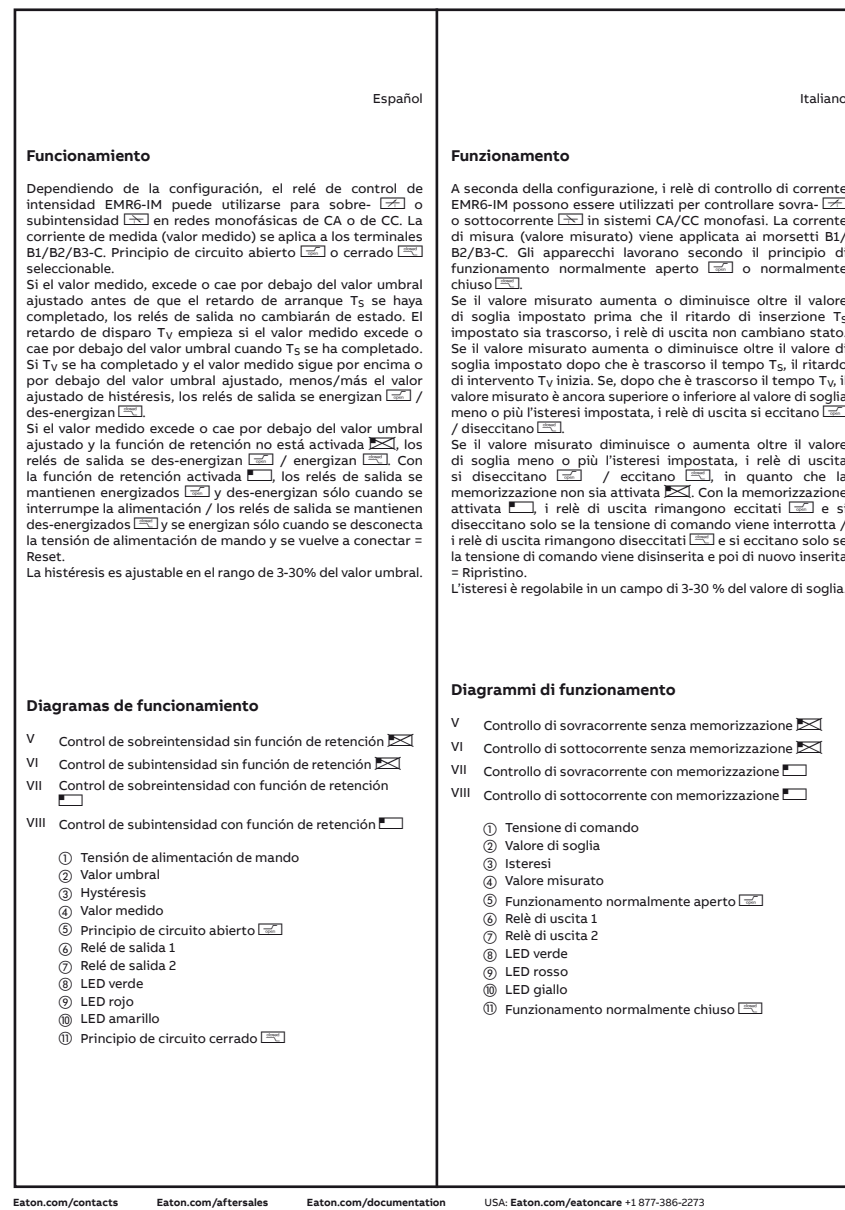 Español
Funcionamiento
Dependiendo de la configuración, el relé de control de
intensidad EMR6-IM puede utilizarse para sobre- o
subintensidad en redes monofásicas de CA o de CC. La
corriente de medida (valor medido) se aplica a los terminales
B1/B2/B3-C. Principio de circuito abierto open o cerrado closed
seleccionable.
Si el valor medido, excede o cae por debajo del valor umbral
ajustado antes de que el retardo de arranque TS se haya
completado, los relés de salida no cambiarán de estado. El
retardo de disparo TV empieza si el valor medido excede o
cae por debajo del valor umbral cuando TS se ha completado.
Si TV se ha completado y el valor medido sigue por encima o
por debajo del valor umbral ajustado, menos/más el valor
ajustado de histéresis, los relés de salida se energizan open /
des-energizan closed.
Si el valor medido excede o cae por debajo del valor umbral
ajustado y la función de retención no está activada , los
relés de salida se des-energizan open / energizan closed. Con
la función de retención activada , los relés de salida se
mantienen energizados open y des-energizan sólo cuando se
interrumpe la alimentación / los relés de salida se mantienen
des-energizados closed y se energizan sólo cuando se desconecta
la tensión de alimentación de mando y se vuelve a conectar =
Reset.
La histéresis es ajustable en el rango de 3-30% del valor umbral.
Diagramas de funcionamiento
V Control de sobreintensidad sin función de retención
VI Control de subintensidad sin función de retención
VII Control de sobreintensidad con función de retención
VIII Control de subintensidad con función de retención
① Tensión de alimentación de mando
② Valor umbral
③ Hystéresis
④ Valor medido
⑤ Principio de circuito abierto open
⑥ Relé de salida 1
⑦ Relé de salida 2
⑧ LED verde
⑨ LED rojo
⑩ LED amarillo
⑪ Principio de circuito cerrado closed
Italiano
Funzionamento
A seconda della configurazione, i relè di controllo di corrente
EMR6-IM possono essere utilizzati per controllare sovra-
o sottocorrente in sistemi CA/CC monofasi. La corrente
di misura (valore misurato) viene applicata ai morsetti B1/
B2/B3-C. Gli apparecchi lavorano secondo il principio di
funzionamento normalmente aperto open o normalmente
chiuso closed.
Se il valore misurato aumenta o diminuisce oltre il valore
di soglia impostato prima che il ritardo di inserzione TS
impostato sia trascorso, i relè di uscita non cambiano stato.
Se il valore misurato aumenta o diminuisce oltre il valore di
soglia impostato dopo che è trascorso il tempo TS, il ritardo
di intervento TV inizia. Se, dopo che è trascorso il tempo TV, il
valore misurato è ancora superiore o inferiore al valore di soglia
meno o più l'isteresi impostata, i relè di uscita si eccitano open
/ diseccitano closed.
Se il valore misurato diminuisce o aumenta oltre il valore
di soglia meno o più l'isteresi impostata, i relè di uscita
si diseccitano open / eccitano closed, in quanto che la
memorizzazione non sia attivata . Con la memorizzazione
attivata , i relè di uscita rimangono eccitati open e si
diseccitano solo se la tensione di comando viene interrotta /
i relè di uscita rimangono diseccitati closed e si eccitano solo se
la tensione di comando viene disinserita e poi di nuovo inserita
= Ripristino.
L'isteresi è regolabile in un campo di 3-30 % del valore di soglia.
Diagrammi di funzionamento
V Controllo di sovracorrente senza memorizzazione
VI Controllo di sottocorrente senza memorizzazione
VII Controllo di sovracorrente con memorizzazione
VIII Controllo di sottocorrente con memorizzazione
① Tensione di comando
② Valore di soglia
③ Isteresi
④ Valore misurato
⑤ Funzionamento normalmente aperto open
⑥ Relè di uscita 1
⑦ Relè di uscita 2
⑧ LED verde
⑨ LED rosso
⑩ LED giallo
⑪ Funzionamento normalmente chiuso closed
Eaton.com/contacts Eaton.com/aftersales Eaton.com/documentation USA: Eaton.com/eatoncare +1 877-386-2273